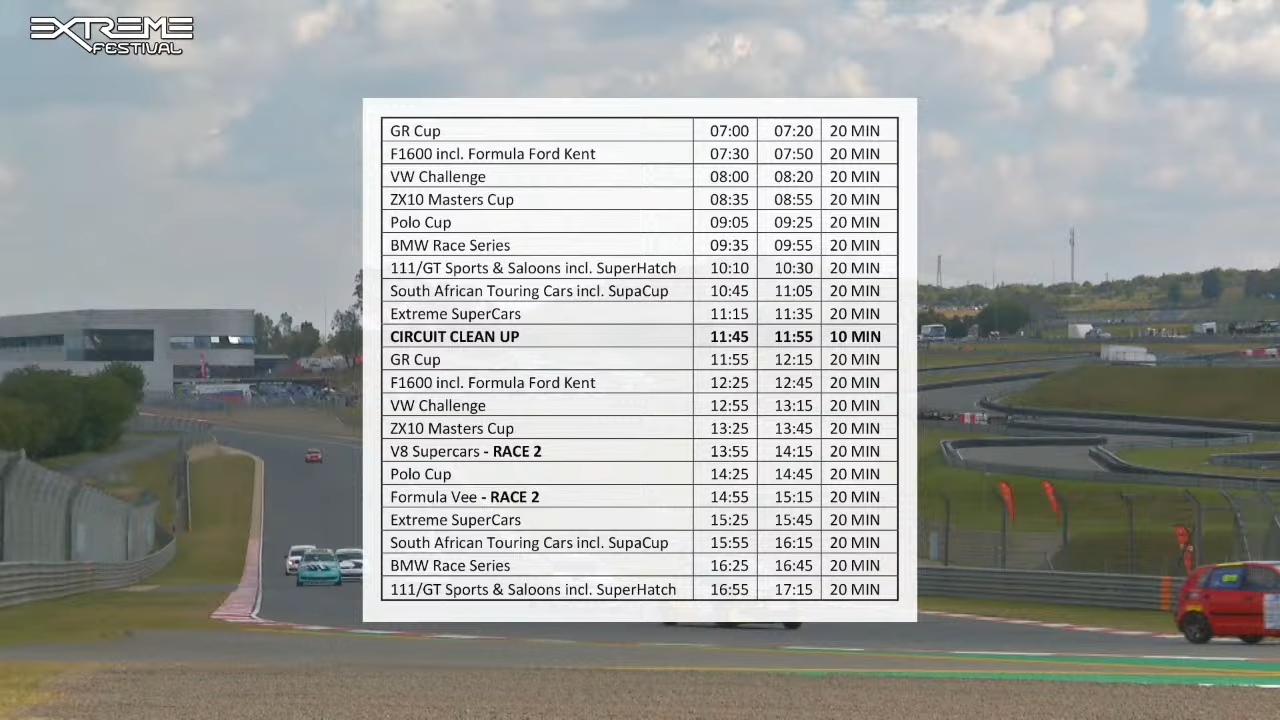 EXTREME
FESTIVAL
GR Cup 07:00 07:20 20 MIN
F1600 incl. Formula Ford Kent 07:30 07:50 20 MIN
VW Challenge 08:00 08:20 20 MIN
ZX10 Masters Cup 08:35 08:55 20 MIN
Polo Cup 09:05 09:25 20 MIN
BMW Race Series 09:35 09:55 20 MIN
111/GT Sports & Saloons incl. SuperHatch 10:10 10:30 20 MIN
South African Touring Cars incl. SupaCup 10:45 11:05 20 MIN
Extreme SuperCars 11:15 11:35 20 MIN
CIRCUIT CLEAN UP 11:45 11:55 10 MIN
GR Cup 11:55 12:15 20 MIN
F1600 incl. Formula Ford Kent 12:25 12:45 20 MIN
VW Challenge 12:55 13:15 20 MIN
ZX10 Masters Cup 13:25 13:45 20 MIN
V8 Supercars - RACE 2 13:55 14:15 20 MIN
Polo Cup 14:25 14:45 20 MIN
Formula Vee - RACE 2 14:55 15:15 20 MIN
Extreme SuperCars 15:25 15:45 20 MIN
South African Touring Cars incl. SupaCup 15:55 16:15 20 MIN
BMW Race Series 16:25 16:45 20 MIN
111/GT Sports & Saloons incl. SuperHatch 16:55 17:15 20 MIN